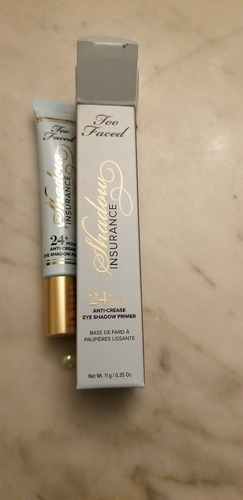 Too
Faced
Shadow
INSURANCE
24+
ANTI-CREASE
EYE SHADOW PRIMER
Too Faced
Shadow
INSURANCE
24+
HOUR
ANTI-CREASE
EYE SHADOW PRIMER
BASE DE FARD À
PAUPIÈRES LISSANTE
Net Wt. 11 g / 0.35 Oz.